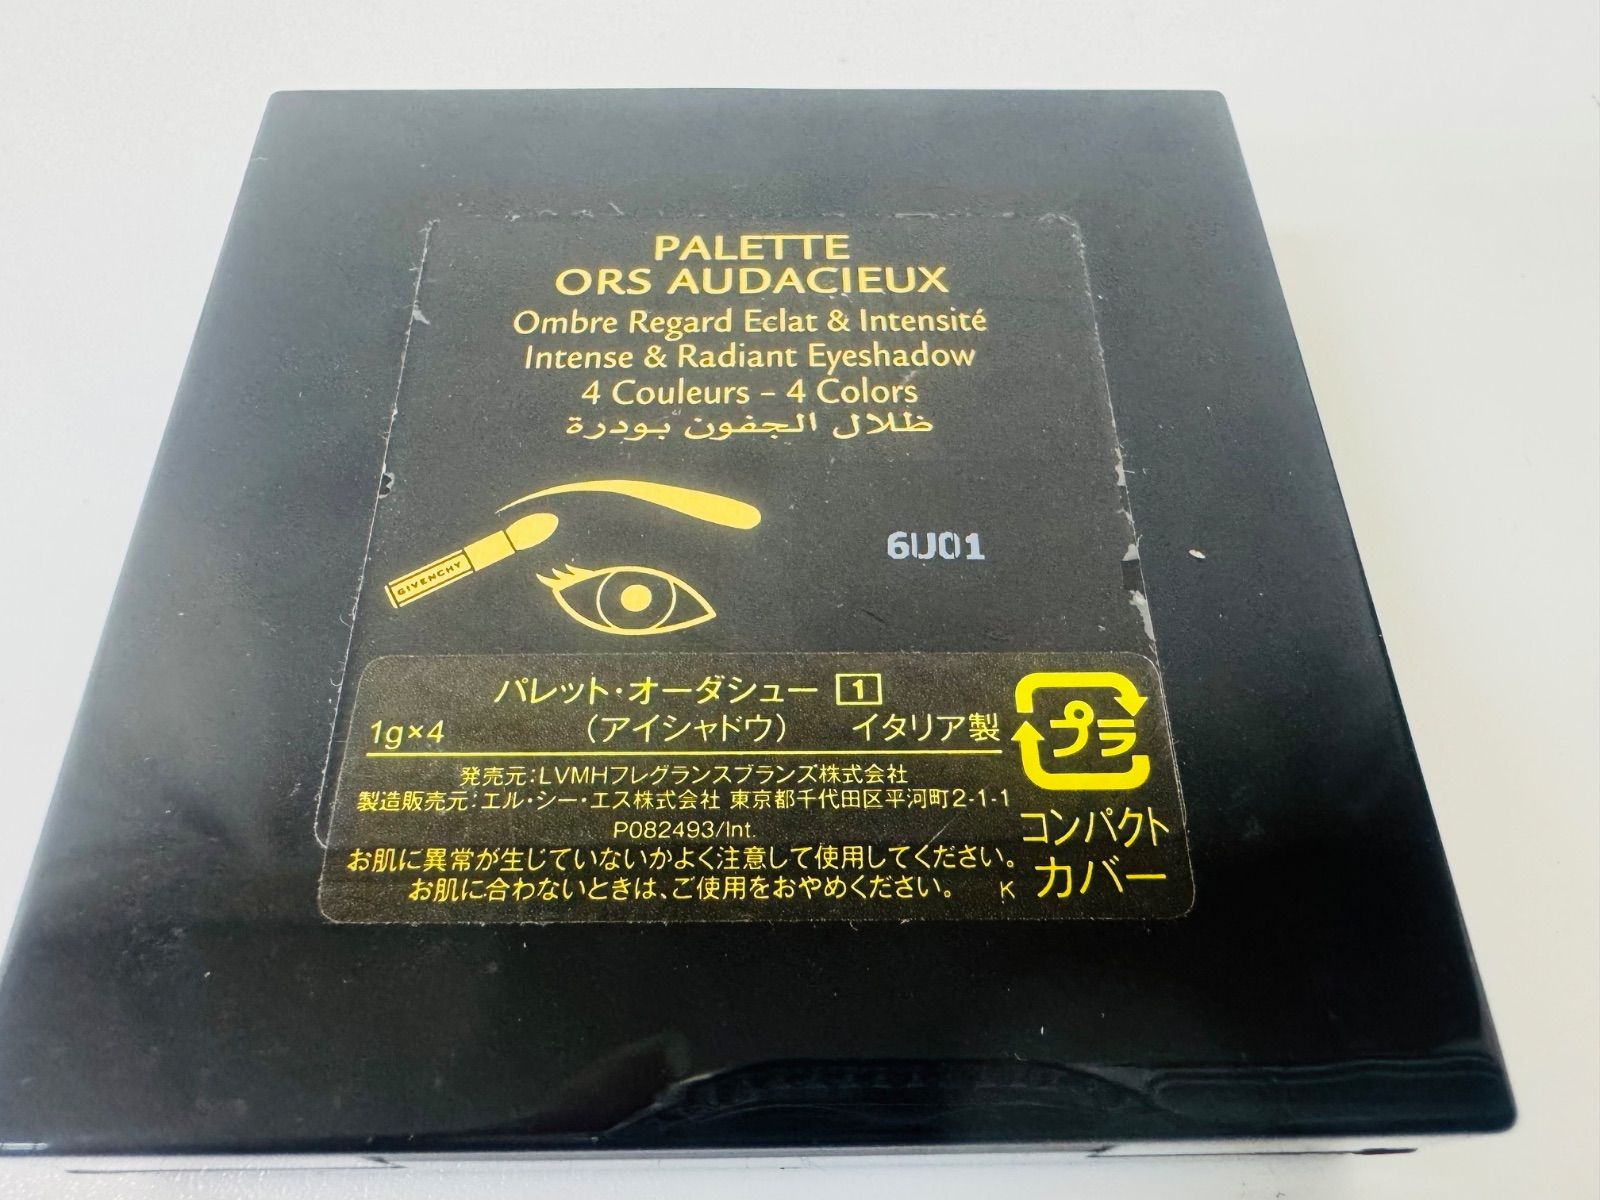 PALETTE
ORS AUDACIEUX
Ombre Regard Eclat & Intensité
Intense & Radiant Eyeshadow
4 Couleurs – 4 Colors
ظلال الجفون بودرة
GIVENCHY
6U01
パレット・オーダシュー 1
1g×4 (アイシャドウ) イタリア製
プラ
発売元:LVMHフレグランスブランズ株式会社
製造販売元:エル・シー・エス株式会社 東京都千代田区平河町2-1-1
P082493/Int.
お肌に異常が生じていないかよく注意して使用してください。
お肌に合わないときは、ご使用をおやめください。 K
コンパクト
カバー